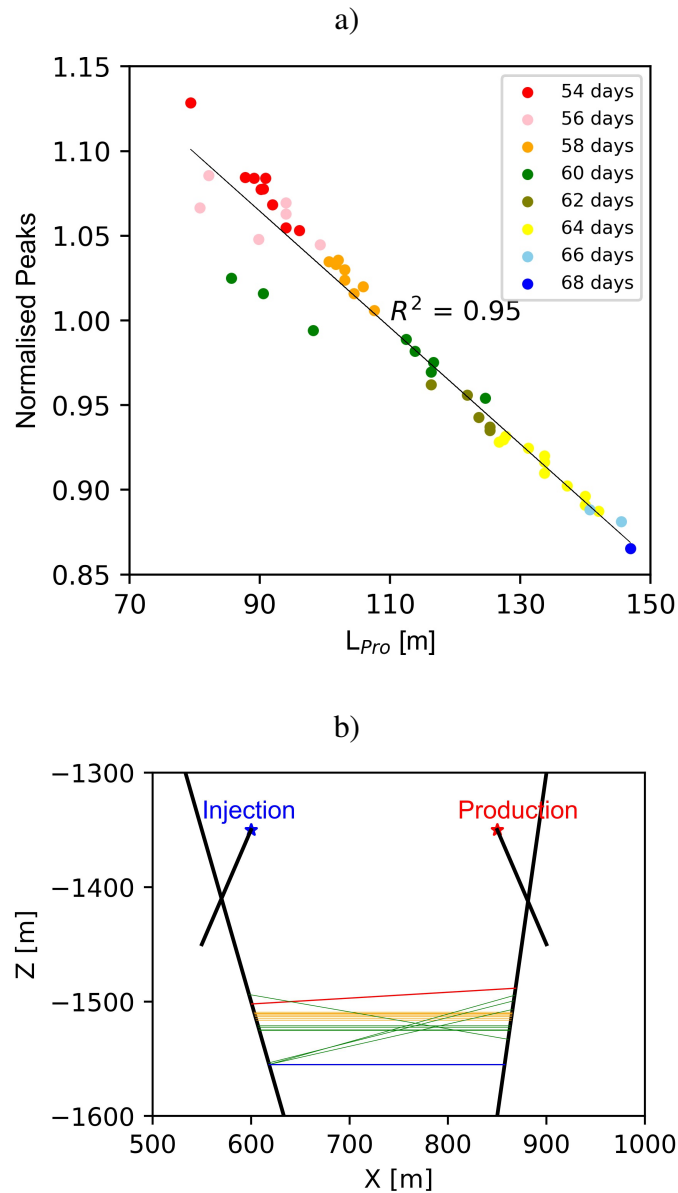 a)
1.15
1.10
1.05
1.00
0.95
0.90
0.85
Normalised Peaks
54 days
56 days
58 days
60 days
62 days
64 days
66 days
68 days
R² = 0.95
70 90 110 130 150
L_Pro [m]
b)
−1300
−1400
−1500
−1600
Z [m]
Injection Production
500 600 700 800 900 1000
X [m]